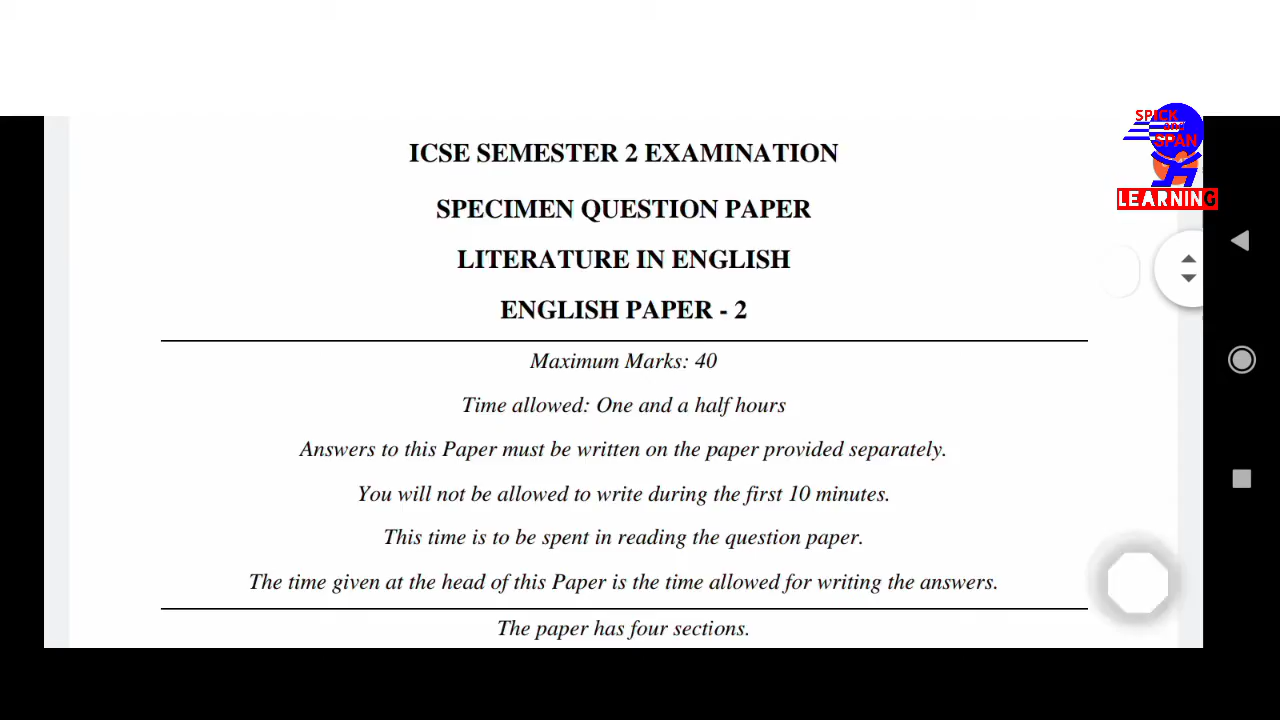 SPICK
and
SPAN
LEARNING
ICSE SEMESTER 2 EXAMINATION
SPECIMEN QUESTION PAPER
LITERATURE IN ENGLISH
ENGLISH PAPER - 2
Maximum Marks: 40
Time allowed: One and a half hours
Answers to this Paper must be written on the paper provided separately.
You will not be allowed to write during the first 10 minutes.
This time is to be spent in reading the question paper.
The time given at the head of this Paper is the time allowed for writing the answers.
The paper has four sections.